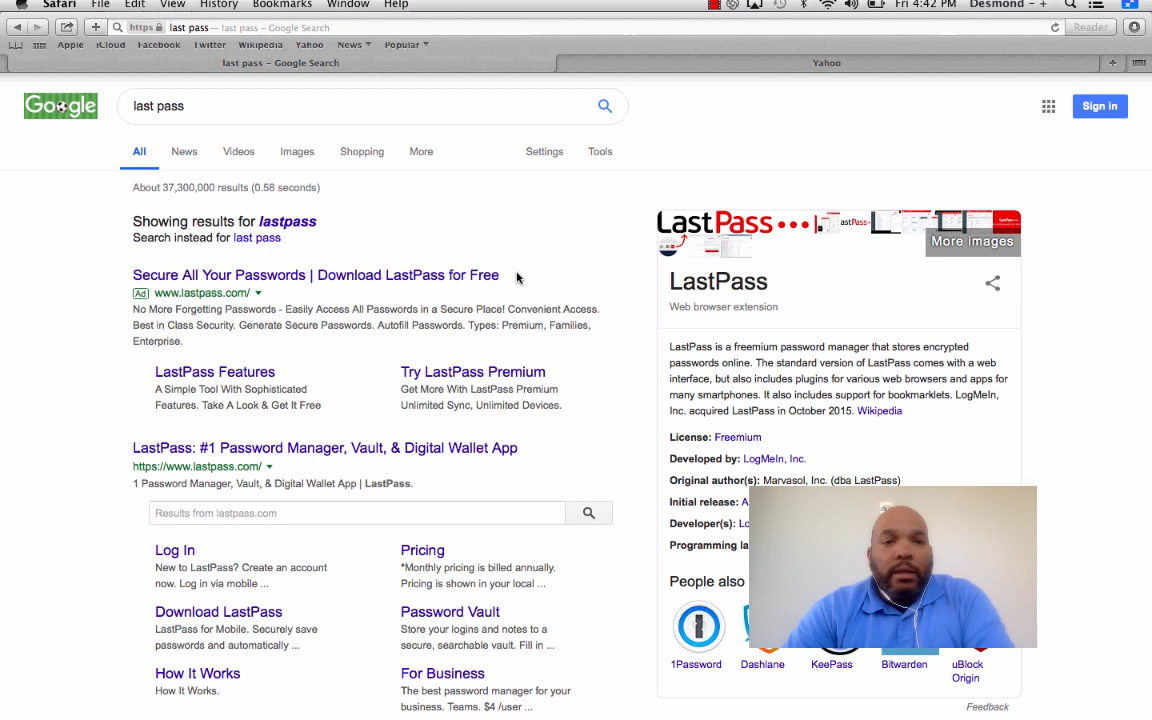 Safari File Edit View History Bookmarks Window Help Fri 4:42 PM Desmond - +
https last pass — last pass – Google Search Reader
Apple iCloud Facebook Twitter Wikipedia Yahoo News Popular
last pass – Google Search Yahoo
Google last pass Sign in
All News Videos Images Shopping More Settings Tools
About 37,300,000 results (0.58 seconds)
Showing results for lastpass
Search instead for last pass
Secure All Your Passwords | Download LastPass for Free
Ad www.lastpass.com/
No More Forgetting Passwords - Easily Access All Passwords in a Secure Place! Convenient Access.
Best in Class Security. Generate Secure Passwords. Autofill Passwords. Types: Premium, Families,
Enterprise.
LastPass Features
A Simple Tool With Sophisticated
Features. Take A Look & Get It Free
Try LastPass Premium
Get More With LastPass Premium
Unlimited Sync, Unlimited Devices.
LastPass: #1 Password Manager, Vault, & Digital Wallet App
https://www.lastpass.com/
1 Password Manager, Vault, & Digital Wallet App | LastPass.
Results from lastpass.com
Log In
New to LastPass? Create an account
now. Log in via mobile ...
Pricing
*Monthly pricing is billed annually.
Pricing is shown in your local ...
Download LastPass
LastPass for Mobile. Securely save
passwords and automatically ...
Password Vault
Store your logins and notes to a
secure, searchable vault. Fill in ...
How It Works
How It Works.
For Business
The best password manager for your
business. Teams. $4 /user ...
LastPass
astPass
More images
LastPass
Web browser extension
LastPass is a freemium password manager that stores encrypted
passwords online. The standard version of LastPass comes with a web
interface, but also includes plugins for various web browsers and apps for
many smartphones. It also includes support for bookmarklets. LogMeIn,
Inc. acquired LastPass in October 2015. Wikipedia
License: Freemium
Developed by: LogMeIn, Inc.
Original author(s): Marvasol, Inc. (dba LastPass)
Initial release: A
Developer(s): Lo
Programming la
People also
1Password Dashlane KeePass Bitwarden uBlock
Origin
Feedback